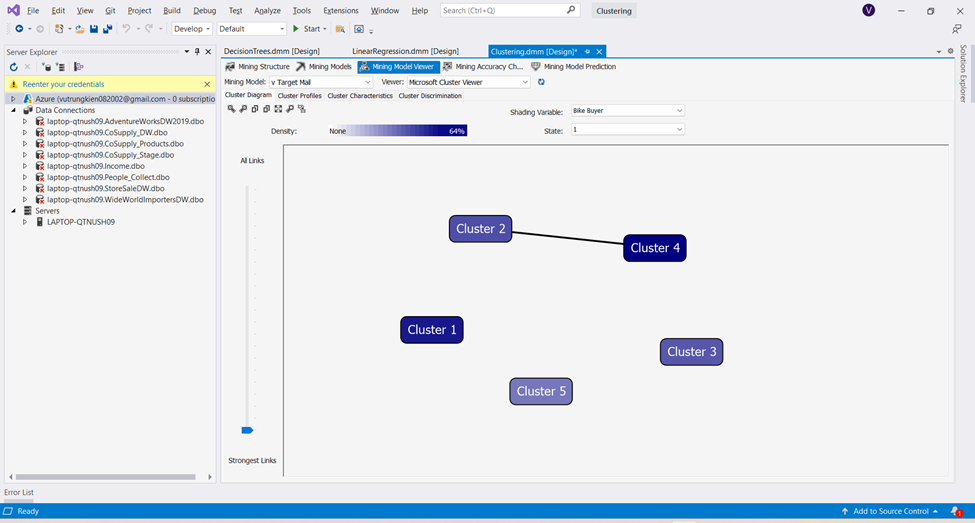 File Edit View Git Project Build Debug Test Analyze Tools Extensions Window Help Search (Ctrl+Q) Clustering V
Develop Default Start
Server Explorer
Reenter your credentials
Azure (vutrungkien082002@gmail.com - 0 subscriptio
Data Connections
laptop-qtnush09.AdventureWorksDW2019.dbo
laptop-qtnush09.CoSupply_DW.dbo
laptop-qtnush09.CoSupply_Products.dbo
laptop-qtnush09.CoSupply_Stage.dbo
laptop-qtnush09.Income.dbo
laptop-qtnush09.People_Collect.dbo
laptop-qtnush09.StoreSaleDW.dbo
laptop-qtnush09.WideWorldImportersDW.dbo
Servers
LAPTOP-QTNUSH09
DecisionTrees.dmm [Design] LinearRegression.dmm [Design] Clustering.dmm [Design]*
Mining Structure Mining Models Mining Model Viewer Mining Accuracy Ch... Mining Model Prediction
Mining Model: v Target Mail Viewer: Microsoft Cluster Viewer
Cluster Diagram Cluster Profiles Cluster Characteristics Cluster Discrimination
Shading Variable: Bike Buyer
Density: None 64% State: 1
All Links
Cluster 2
Cluster 4
Cluster 1
Cluster 3
Cluster 5
Strongest Links
Solution Explorer
Error List
Ready Add to Source Control 1